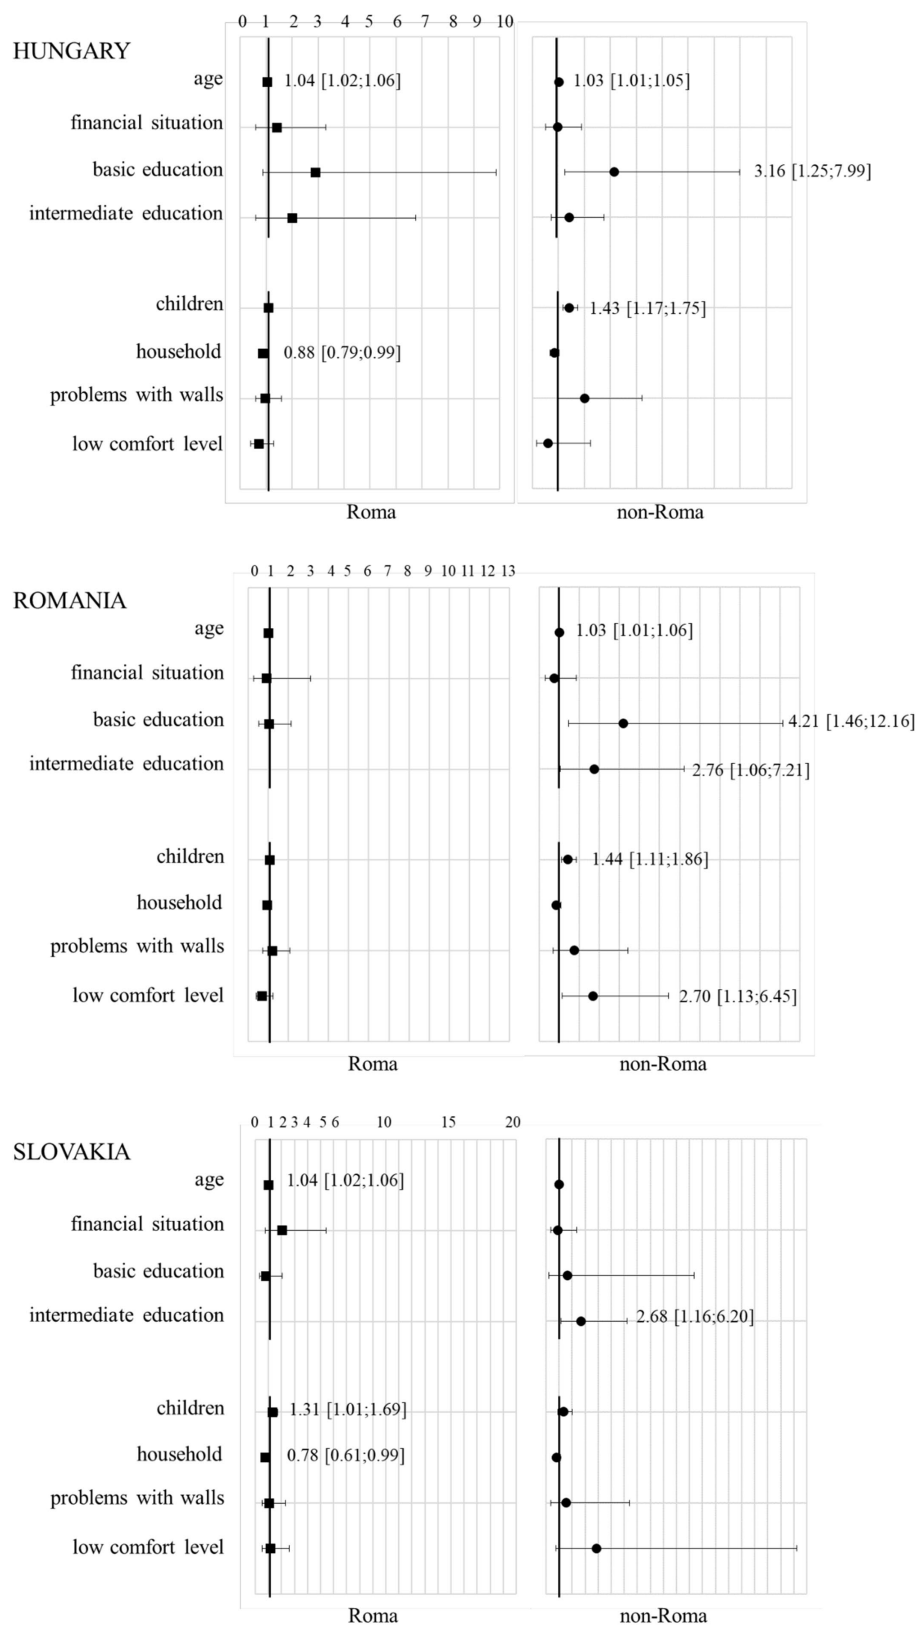 0 1 2 3 4 5 6 7 8 9 10
HUNGARY
age 1.04 [1.02;1.06] 1.03 [1.01;1.05]
financial situation
basic education 3.16 [1.25;7.99]
intermediate education
children 1.43 [1.17;1.75]
household 0.88 [0.79;0.99]
problems with walls
low comfort level
Roma non-Roma
0 1 2 3 4 5 6 7 8 9 10 11 12 13
ROMANIA
age 1.03 [1.01;1.06]
financial situation
basic education 4.21 [1.46;12.16]
intermediate education 2.76 [1.06;7.21]
children 1.44 [1.11;1.86]
household
problems with walls
low comfort level 2.70 [1.13;6.45]
Roma non-Roma
0 1 2 3 4 5 6 10 15 20
SLOVAKIA
age 1.04 [1.02;1.06]
financial situation
basic education
intermediate education 2.68 [1.16;6.20]
children 1.31 [1.01;1.69]
household 0.78 [0.61;0.99]
problems with walls
low comfort level
Roma non-Roma